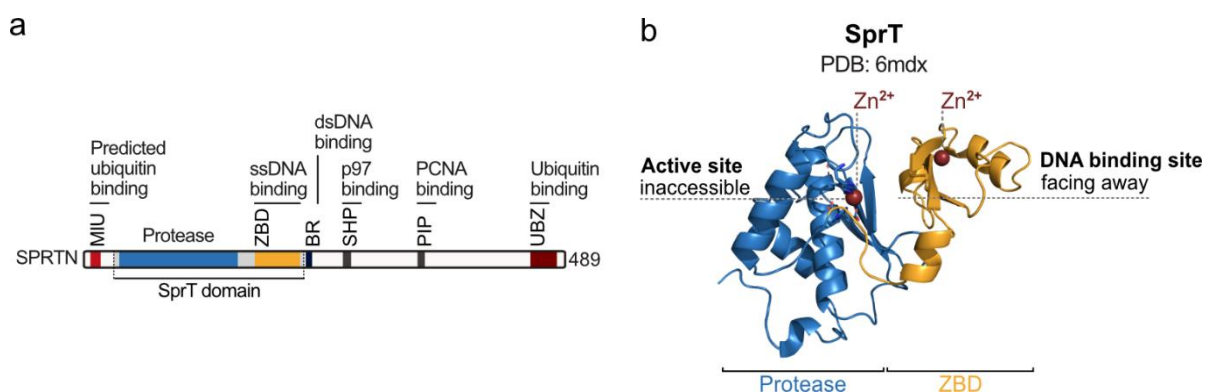 a
Predicted
ubiquitin
binding
MIU
Protease
ssDNA
binding
ZBD
dsDNA
binding
BR
p97
binding
SHP
PCNA
binding
PIP
Ubiquitin
binding
UBZ
SPRTN
489
SprT domain
b
SprT
PDB: 6mdx
Zn²⁺
Zn²⁺
Active site
inaccessible
DNA binding site
facing away
Protease
ZBD